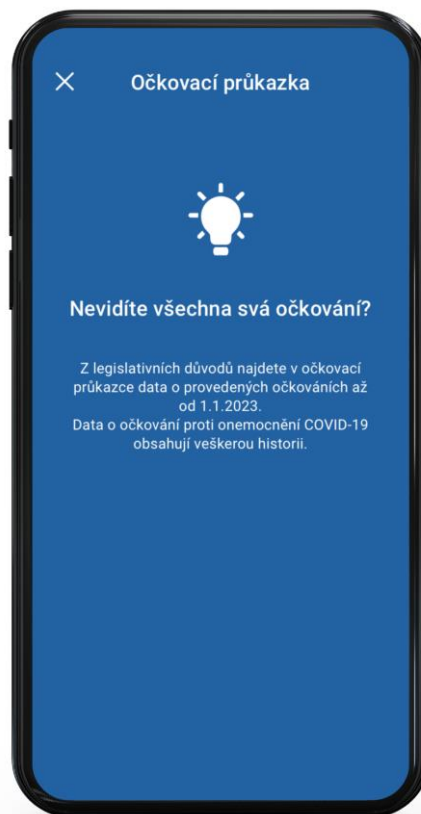 Očkovací průkazka
Nevidíte všechna svá očkování?
Z legislativních důvodů najdete v očkovací
průkazce data o provedených očkováních až
od 1.1.2023.
Data o očkování proti onemocnění COVID-19
obsahují veškerou historii.